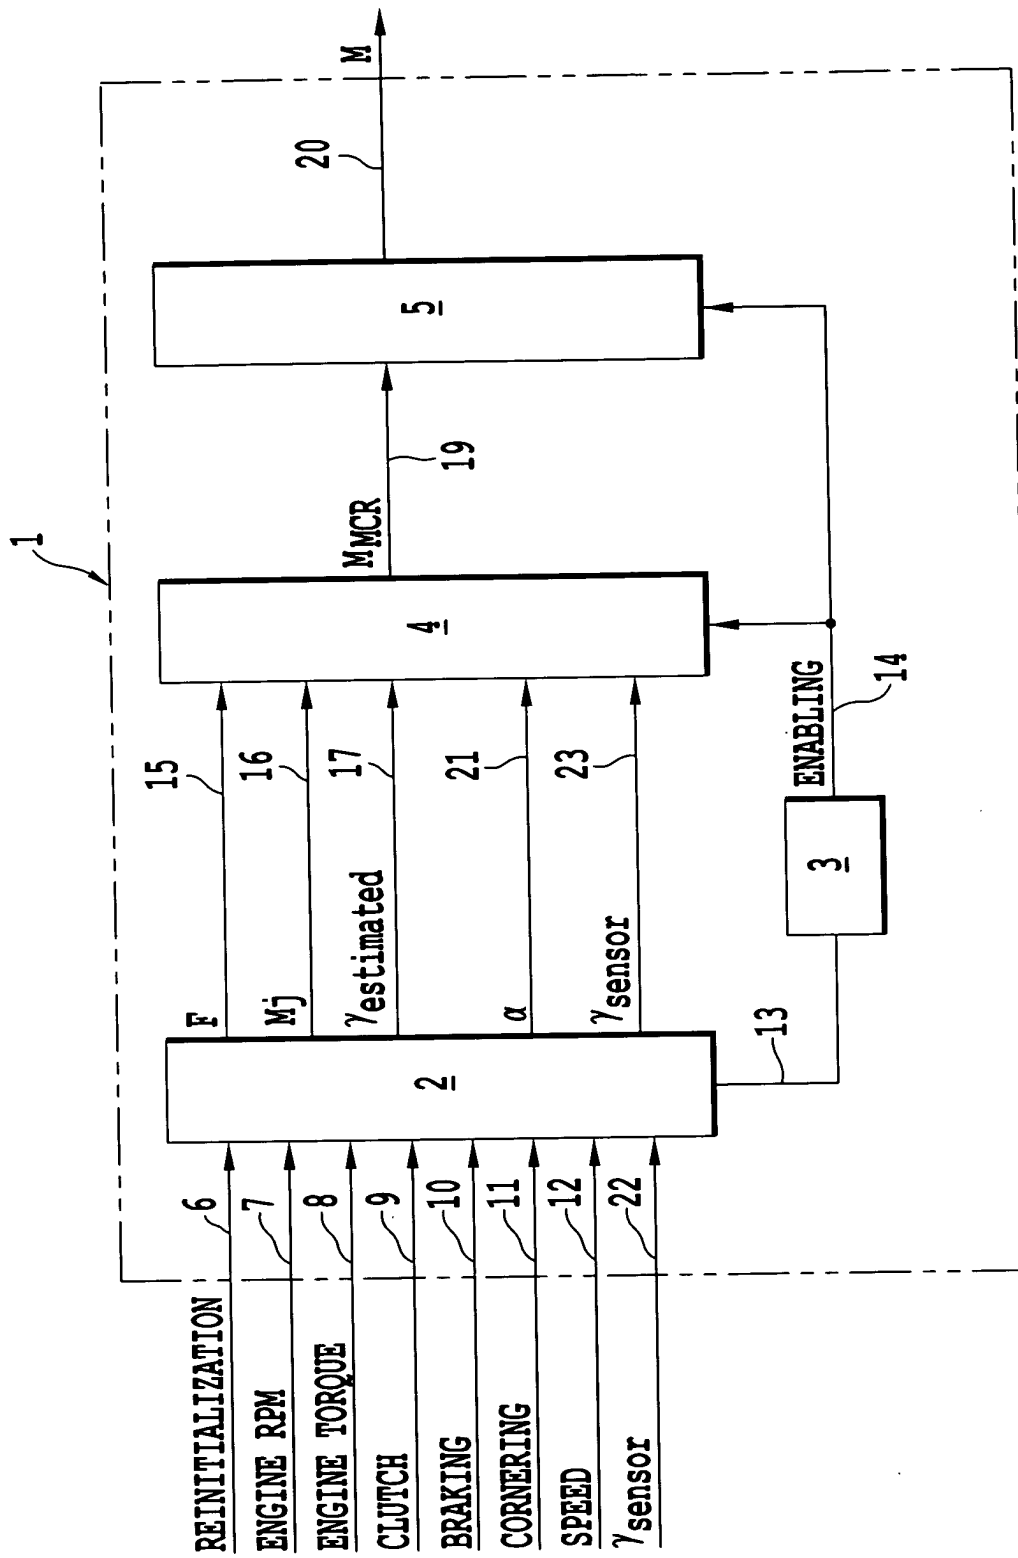 1
REINITIALIZATION
6
ENGINE RPM
7
ENGINE TORQUE
8
CLUTCH
9
BRAKING
10
CORNERING
11
SPEED
12
γsensor
22
2
13
F
15
Mj
16
γestimated
17
α
21
γsensor
23
3
ENABLING
14
4
MMCR
19
5
20
M